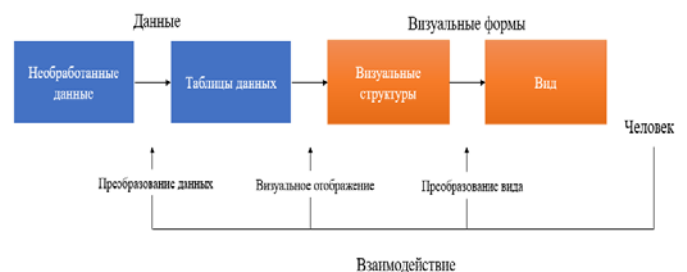 Данные
Визуальные формы
Необработанные
данные
Таблицы данных
Визуальные
структуры
Вид
Человек
Преобразование данных
Визуальное отображение
Преобразование вида
Взаимодействие